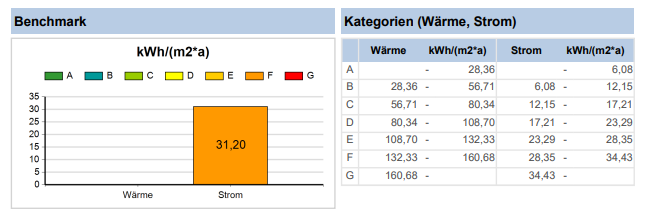 Benchmark
kWh/(m2*a)
A B C D E F G
35
30
25
20
15
10
5
0
31,20
Wärme Strom
Kategorien (Wärme, Strom)
Wärme kWh/(m2*a) Strom kWh/(m2*a)
A - 28,36 - 6,08
B 28,36 - 56,71 6,08 - 12,15
C 56,71 - 80,34 12,15 - 17,21
D 80,34 - 108,70 17,21 - 23,29
E 108,70 - 132,33 23,29 - 28,35
F 132,33 - 160,68 28,35 - 34,43
G 160,68 - 34,43 -